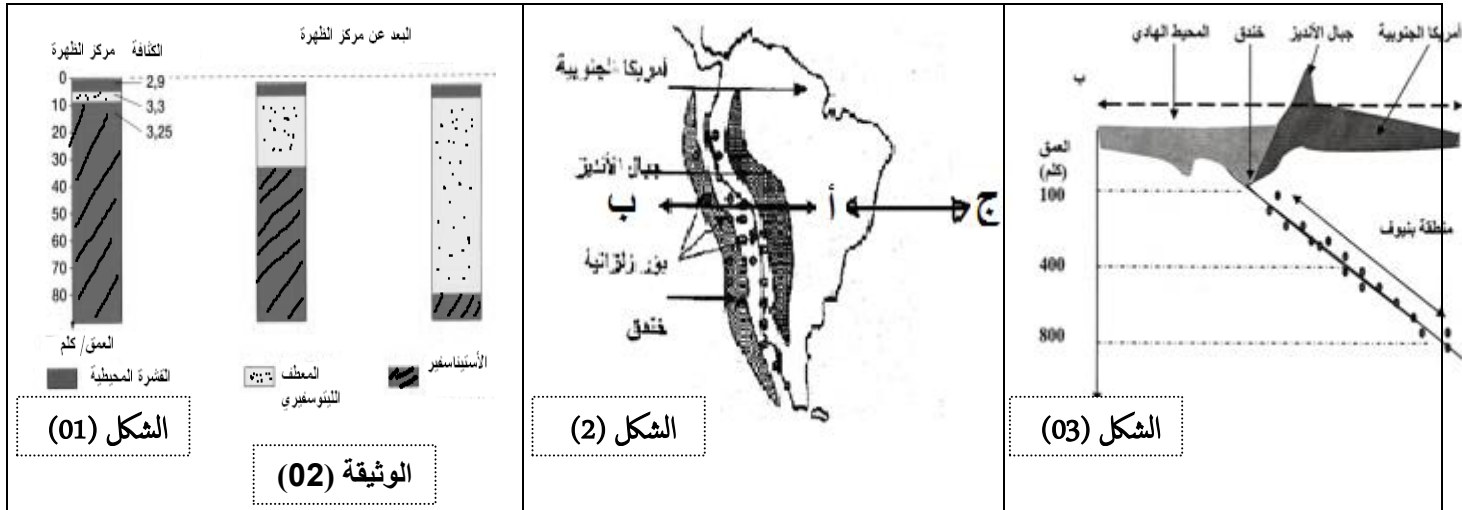 البعد عن مركز الظهرة
مركز الظهرة
الكثافة
0
10
20
30
40
50
60
70
80
2,9
3,3
3,25
العمق/ كلم
القشرة المحيطية
المعطف
الليتوسفيري
الأستيناسفير
الشكل (01)
الوثيقة (02)
أمريكا الجنوبية
جبال الأنديز
ب
أ
ج
بؤر زلزالية
خندق
الشكل (2)
المحيط الهادي
خندق
جبال الأنديز
أمريكا الجنوبية
ب
العمق
(كلم)
100
400
800
منطقة بنيوف
الشكل (03)